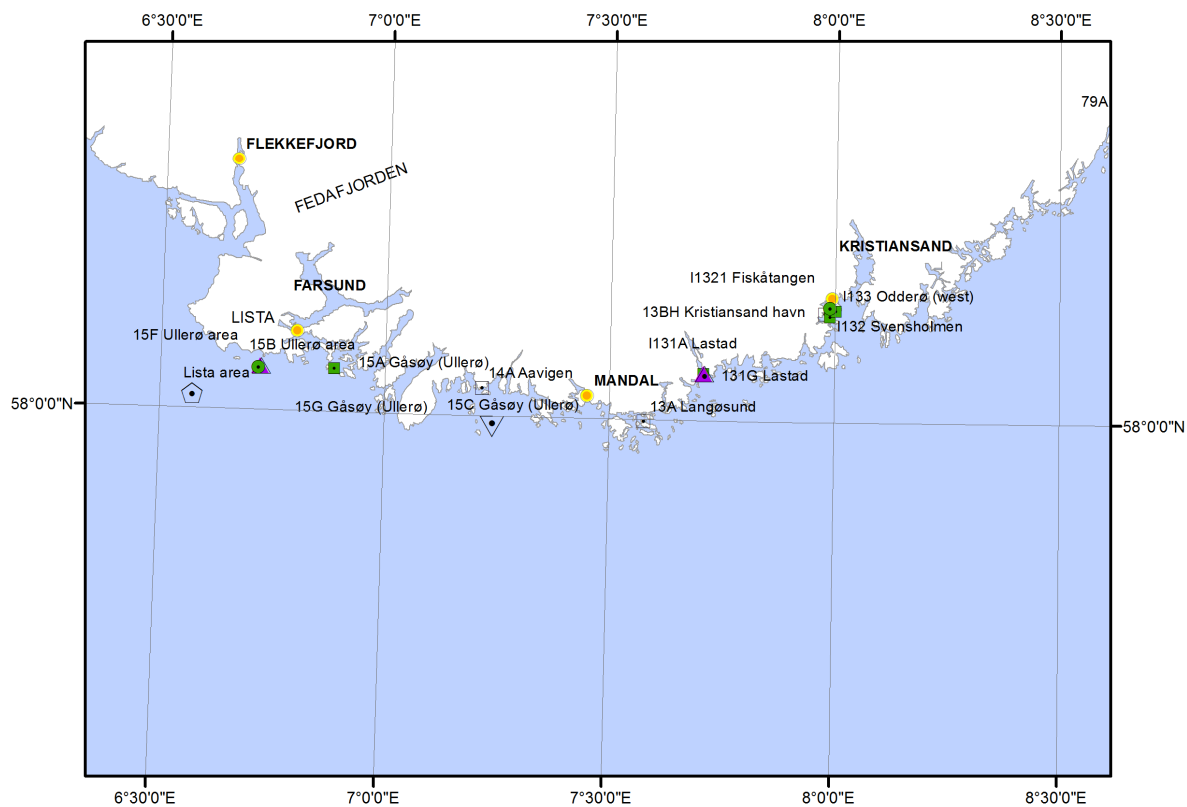 6°30'0"E
7°0'0"E
7°30'0"E
8°0'0"E
8°30'0"E
79A
FLEKKEFJORD
FEDAFJORDEN
KRISTIANSAND
I1321 Fiskåtangen
FARSUND
I133 Odderø (west)
13BH Kristiansand havn
LISTA
I132 Svensholmen
15F Ullerø area
15B Ullerø area
I131A Lastad
15A Gåsøy (Ullerø)
Lista area
14A Aavigen
131G Lastad
MANDAL
58°0'0"N
15G Gåsøy (Ullerø)
15C Gåsøy (Ullerø)
13A Langøsund
58°0'0"N
6°30'0"E
7°0'0"E
7°30'0"E
8°0'0"E
8°30'0"E